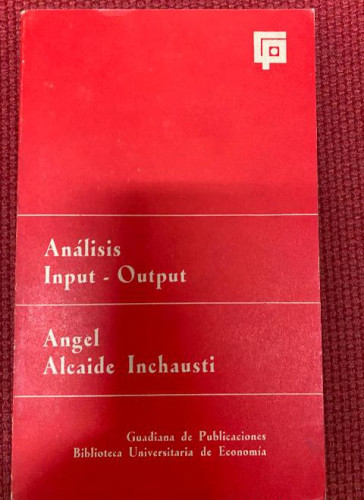 Análisis
Input - Output
Angel
Alcaide Inchausti
Guadiana de Publicaciones
Biblioteca Universitaria de Economía